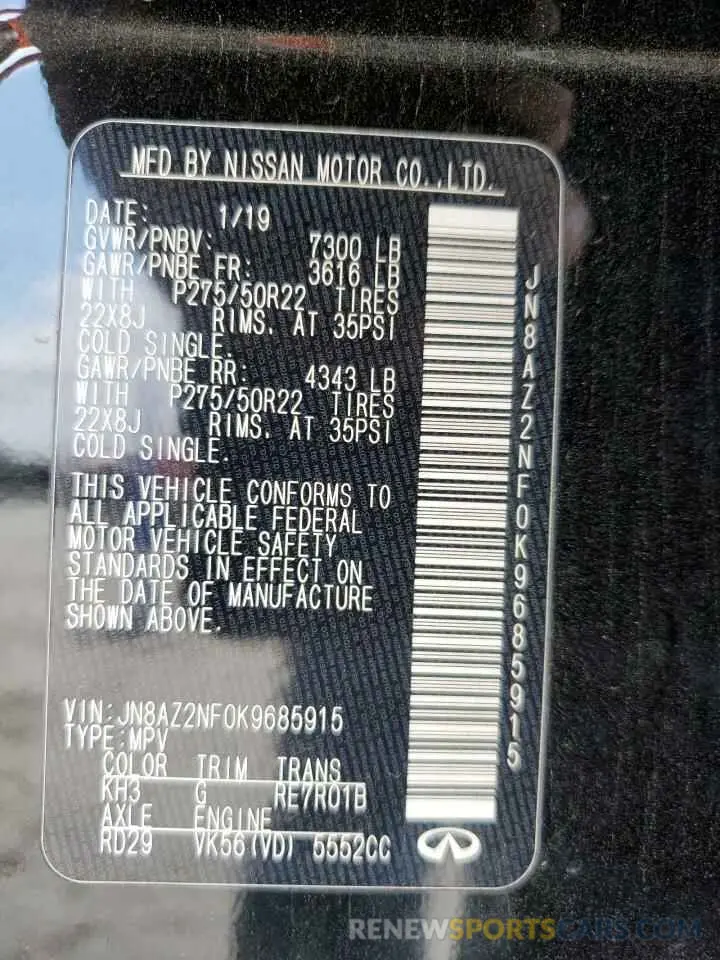 MFD BY NISSAN MOTOR CO.,LTD.
DATE: 1/19
GVWR/PNBV: 7300 LB
GAWR/PNBE FR: 3616 LB
WITH P275/50R22 TIRES
22X8J RIMS. AT 35PSI
COLD SINGLE.
GAWR/PNBE RR: 4343 LB
WITH P275/50R22 TIRES
22X8J RIMS. AT 35PSI
COLD SINGLE.
THIS VEHICLE CONFORMS TO
ALL APPLICABLE FEDERAL
MOTOR VEHICLE SAFETY
STANDARDS IN EFFECT ON
THE DATE OF MANUFACTURE
SHOWN ABOVE.
VIN:JN8AZ2NF0K9685915
TYPE:MPV
COLOR TRIM TRANS
KH3 G RE7R01B
AXLE ENGINE
RD29 VK56(VD) 5552CC
JN8AZ2NF0K9685915
RENEWSPORTSCARS.COM